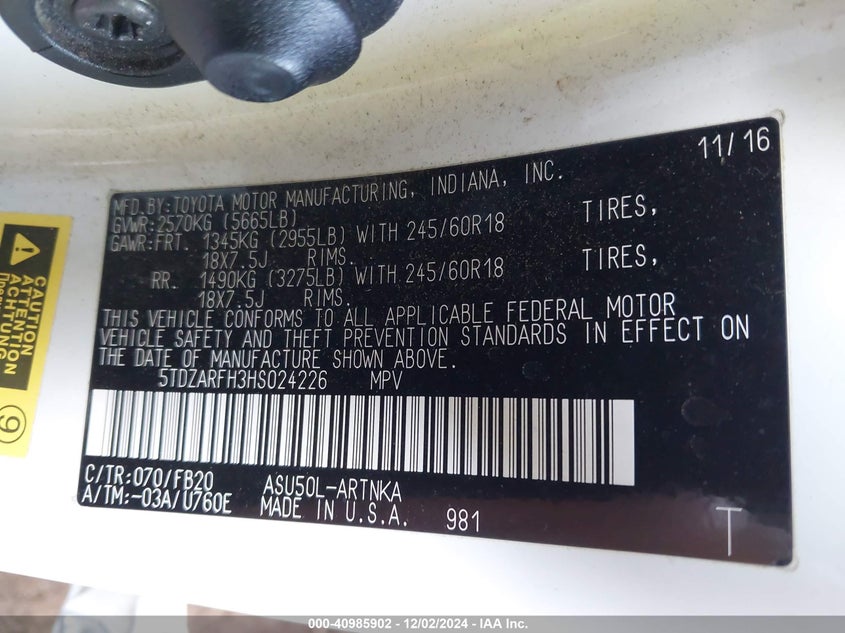 11/16
MFD.BY:TOYOTA MOTOR MANUFACTURING, INDIANA, INC.
GVWR:2570KG (5665LB)
GAWR:FRT. 1345KG (2955LB) WITH 245/60R18 TIRES,
18X7.5J RIMS.
RR. 1490KG (3275LB) WITH 245/60R18 TIRES,
18X7.5J RIMS.
THIS VEHICLE CONFORMS TO ALL APPLICABLE FEDERAL MOTOR
VEHICLE SAFETY AND THEFT PREVENTION STANDARDS IN EFFECT ON
THE DATE OF MANUFACTURE SHOWN ABOVE.
5TDZARFH3HS024226 MPV
C/TR:070/FB20 ASU50L-ARTNKA
A/TM:-03A/U760E MADE IN U.S.A. 981
T
CAUTION
ATTENTION
ACHTUNG
9
000-40985902 - 12/02/2024 - IAA Inc.